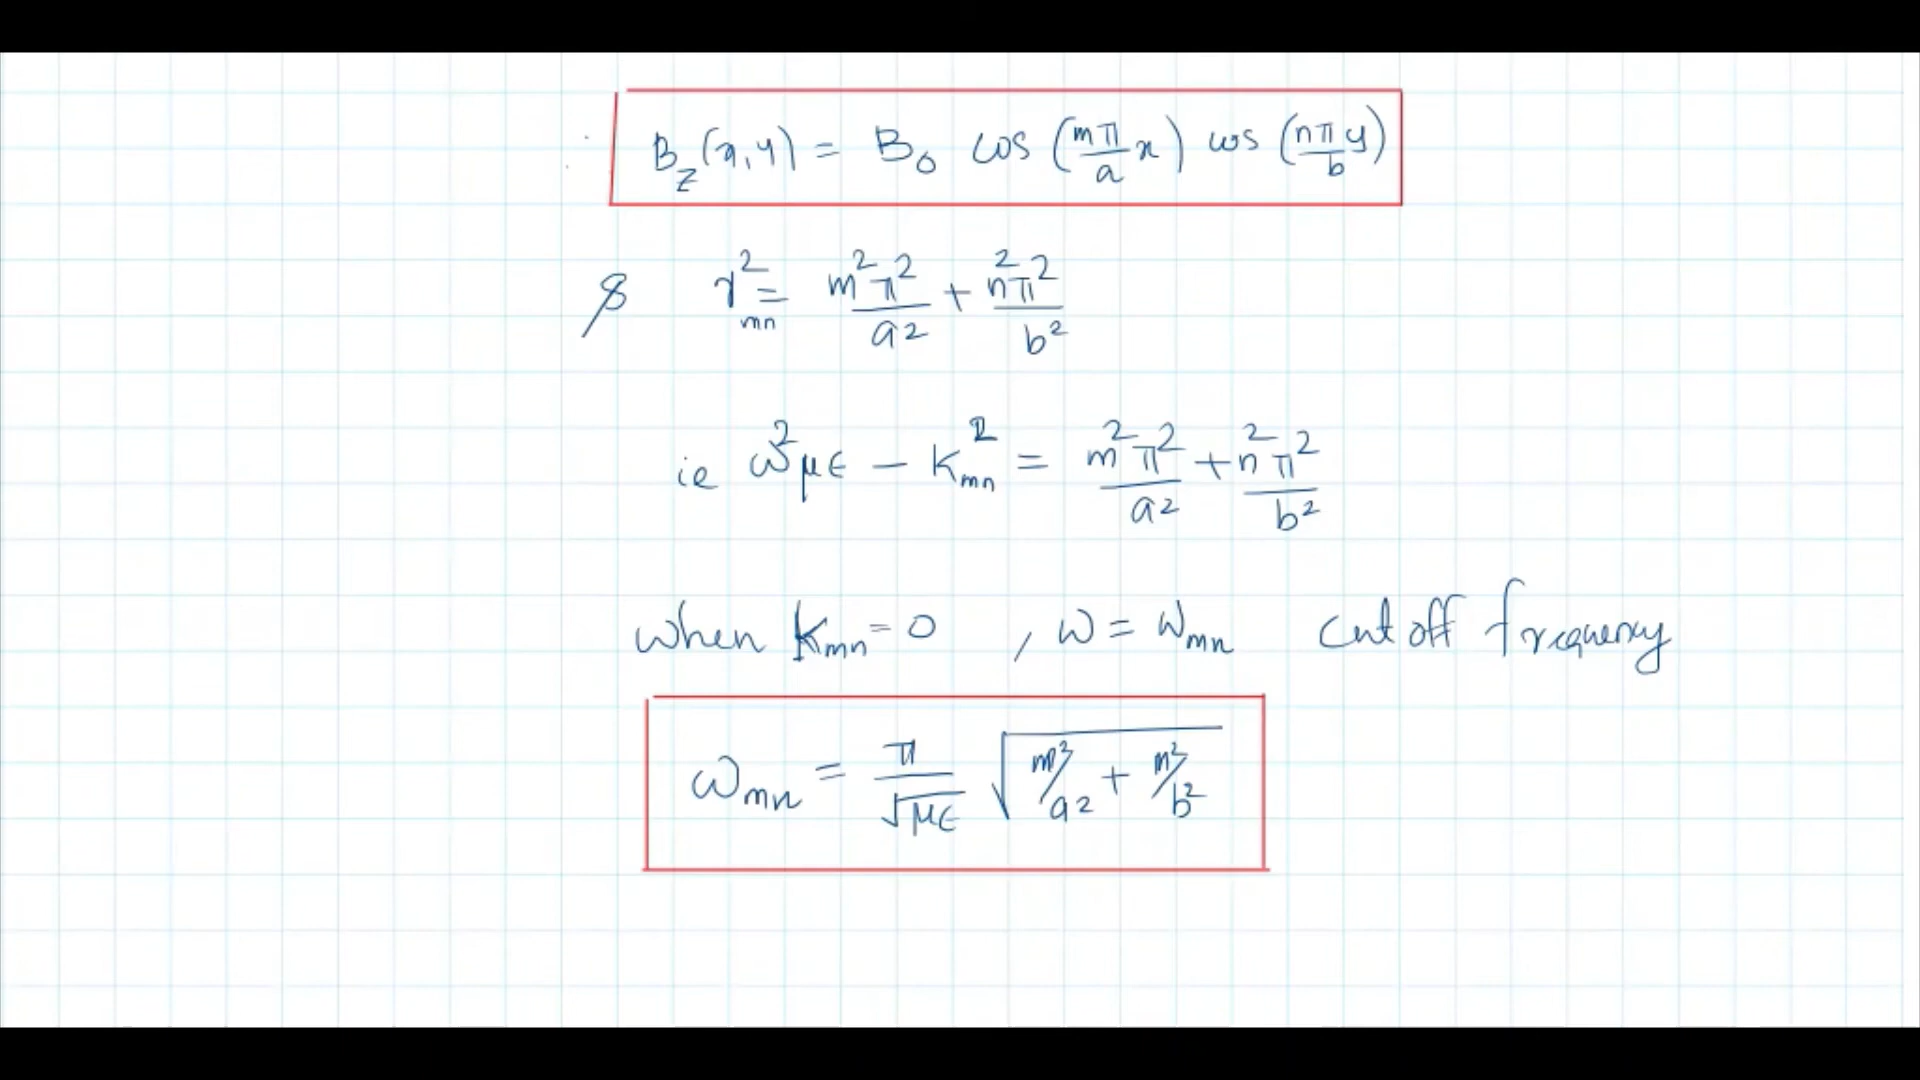 B_z(x,y) = B_0 cos (mπ/a x) cos (nπ/b y)
& γ²_mn = m²π²/a² + n²π²/b²
ie ω²με − K²_mn = m²π²/a² + n²π²/b²
when K_mn = 0 , ω = ω_mn cut off frequency
ω_mn = π/√με √(m²/a² + n²/b²)